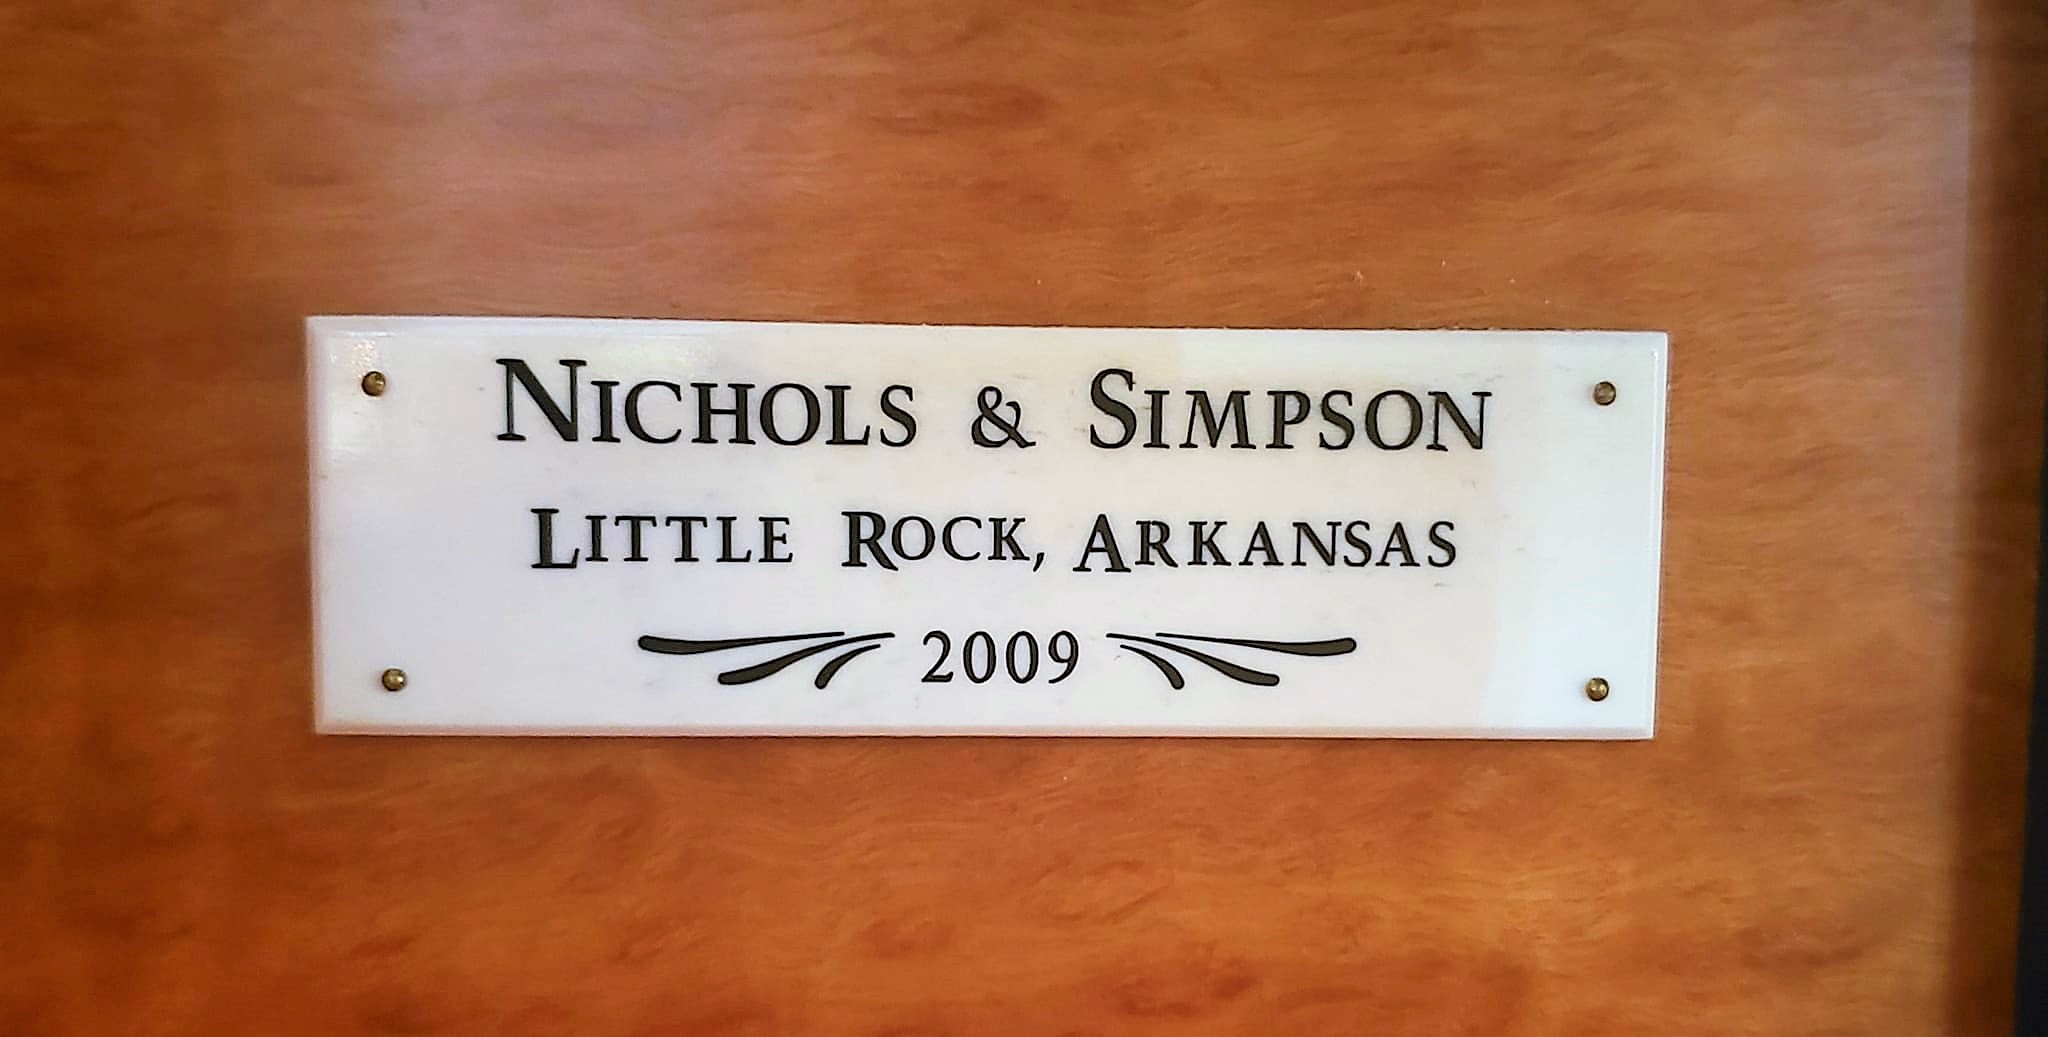 NICHOLS & SIMPSON
LITTLE ROCK, ARKANSAS
2009